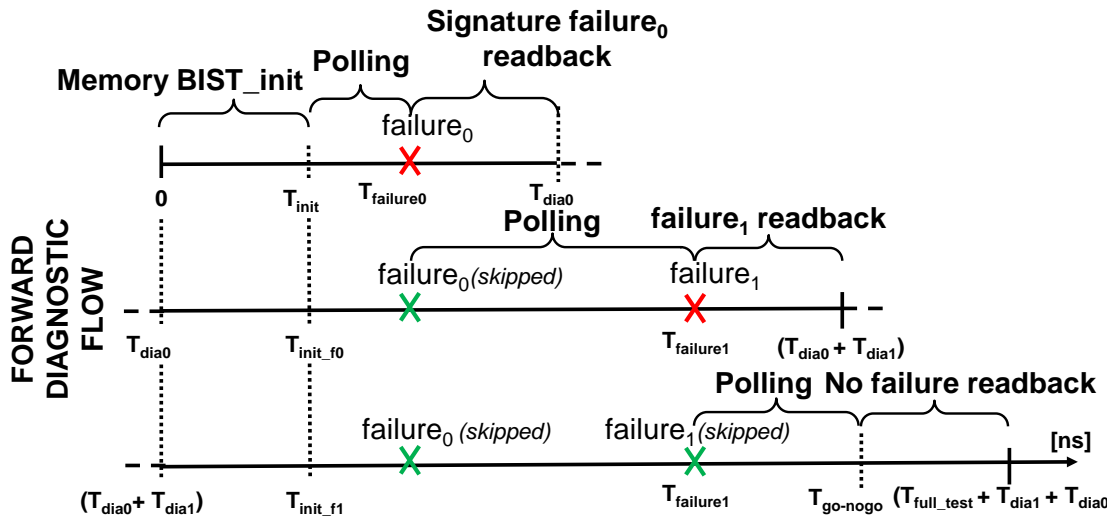 Signature failure0
readback
Polling
Memory BIST_init
failure0
0
Tinit
Tfailure0
Tdia0
Polling
failure1 readback
failure0 (skipped)
failure1
Tdia0
Tinit_f0
Tfailure1
(Tdia0 + Tdia1)
FORWARD
DIAGNOSTIC
FLOW
Polling
No failure readback
failure0 (skipped)
failure1 (skipped)
[ns]
(Tdia0+ Tdia1)
Tinit_f1
Tfailure1
Tgo-nogo
(Tfull_test + Tdia1 + Tdia0